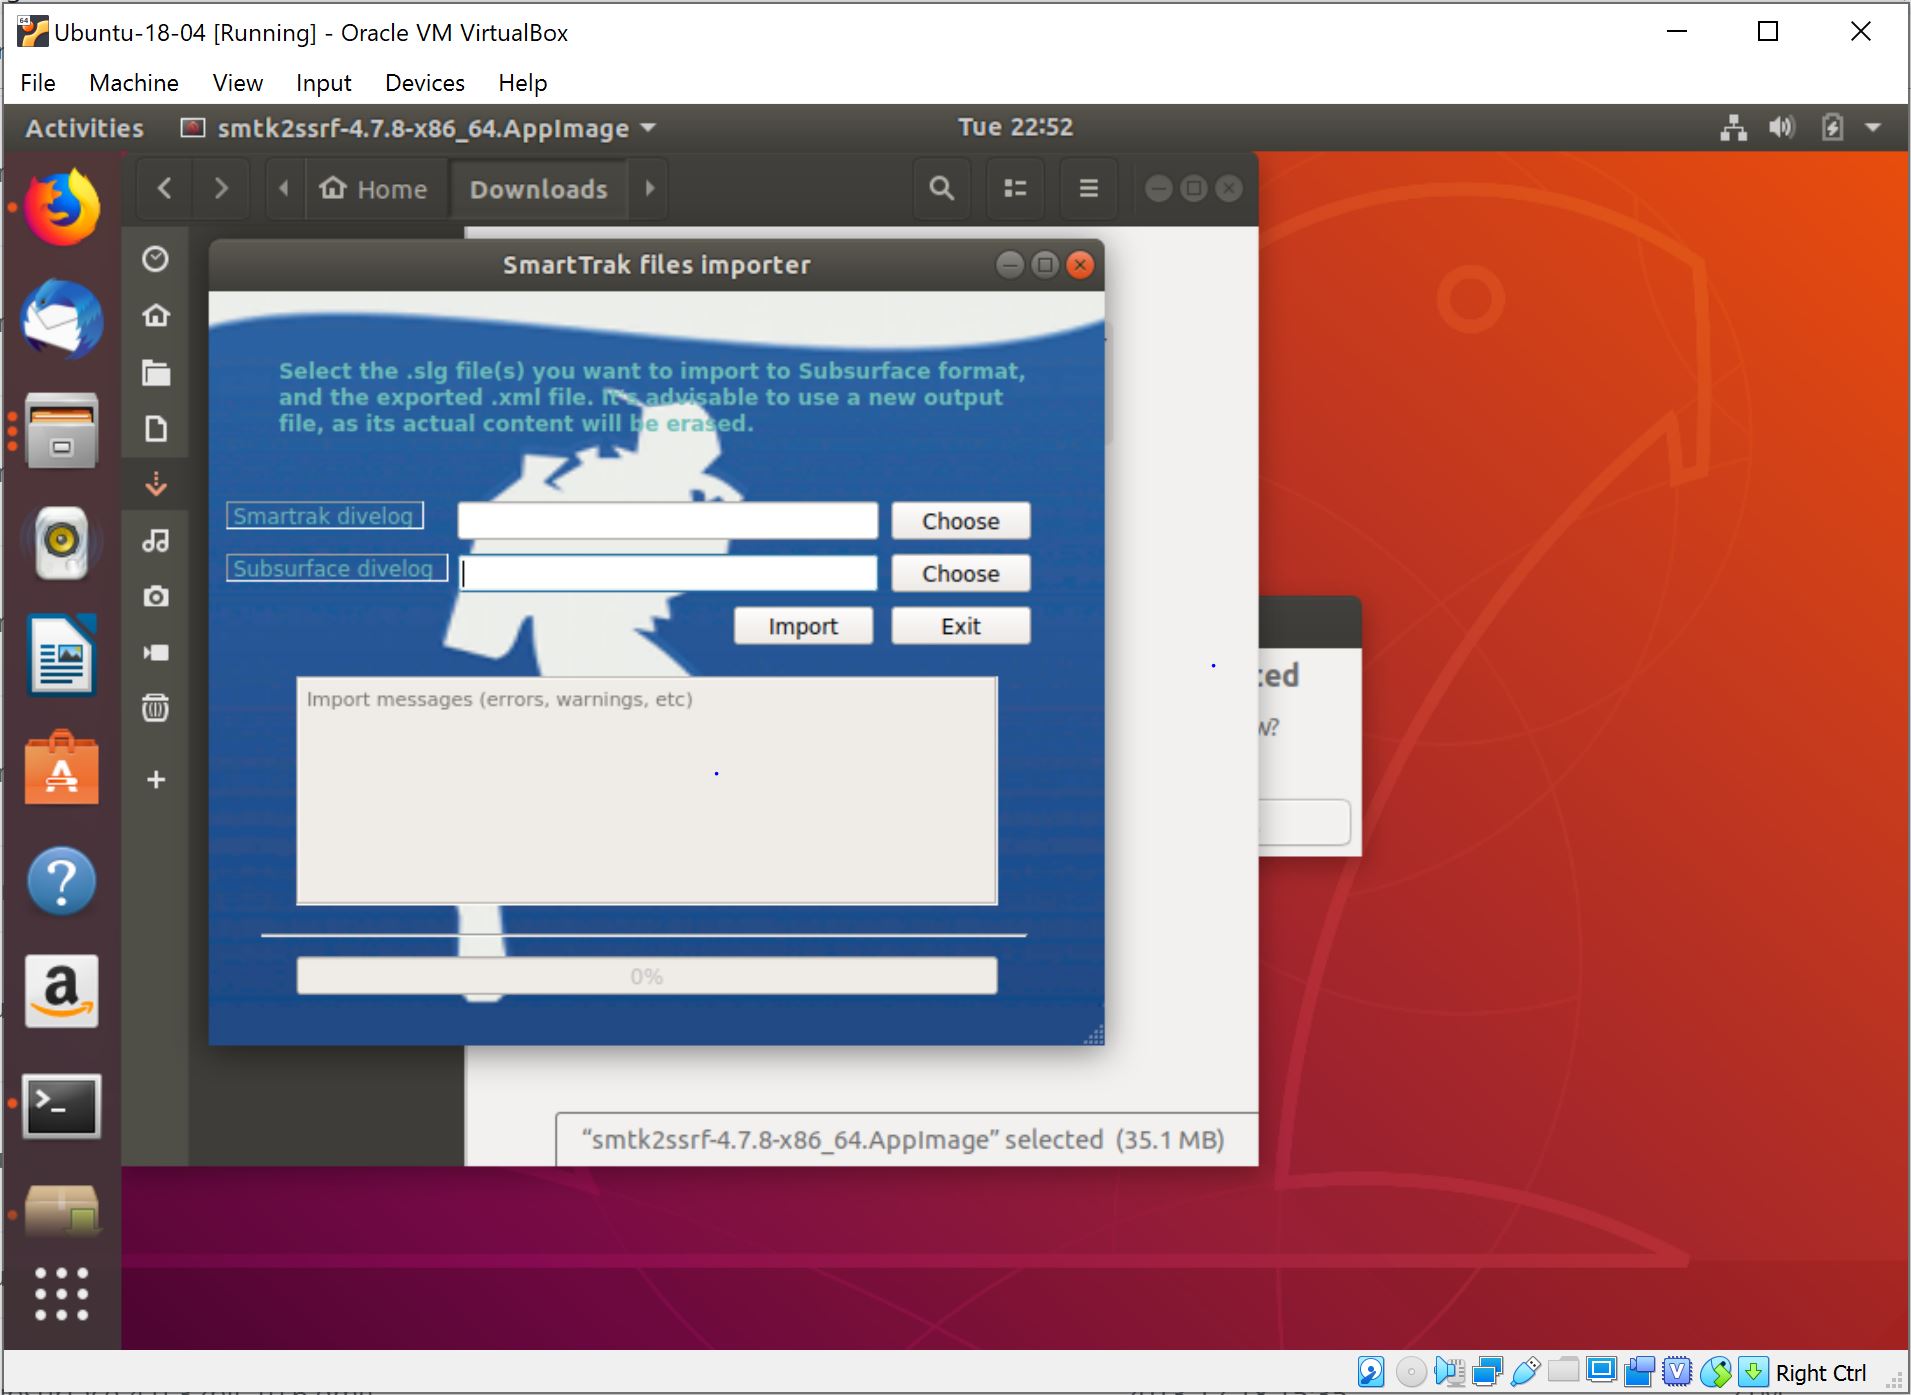 Ubuntu-18-04 [Running] - Oracle VM VirtualBox
File Machine View Input Devices Help
Activities smtk2ssrf-4.7.8-x86_64.AppImage Tue 22:52
Home Downloads
SmartTrak files importer
Select the .slg file(s) you want to import to Subsurface format,
and the exported .xml file. It's advisable to use a new output
file, as its actual content will be erased.
Smartrak divelog Choose
Subsurface divelog Choose
Import Exit
Import messages (errors, warnings, etc)
0%
“smtk2ssrf-4.7.8-x86_64.AppImage” selected (35.1 MB)
Right Ctrl